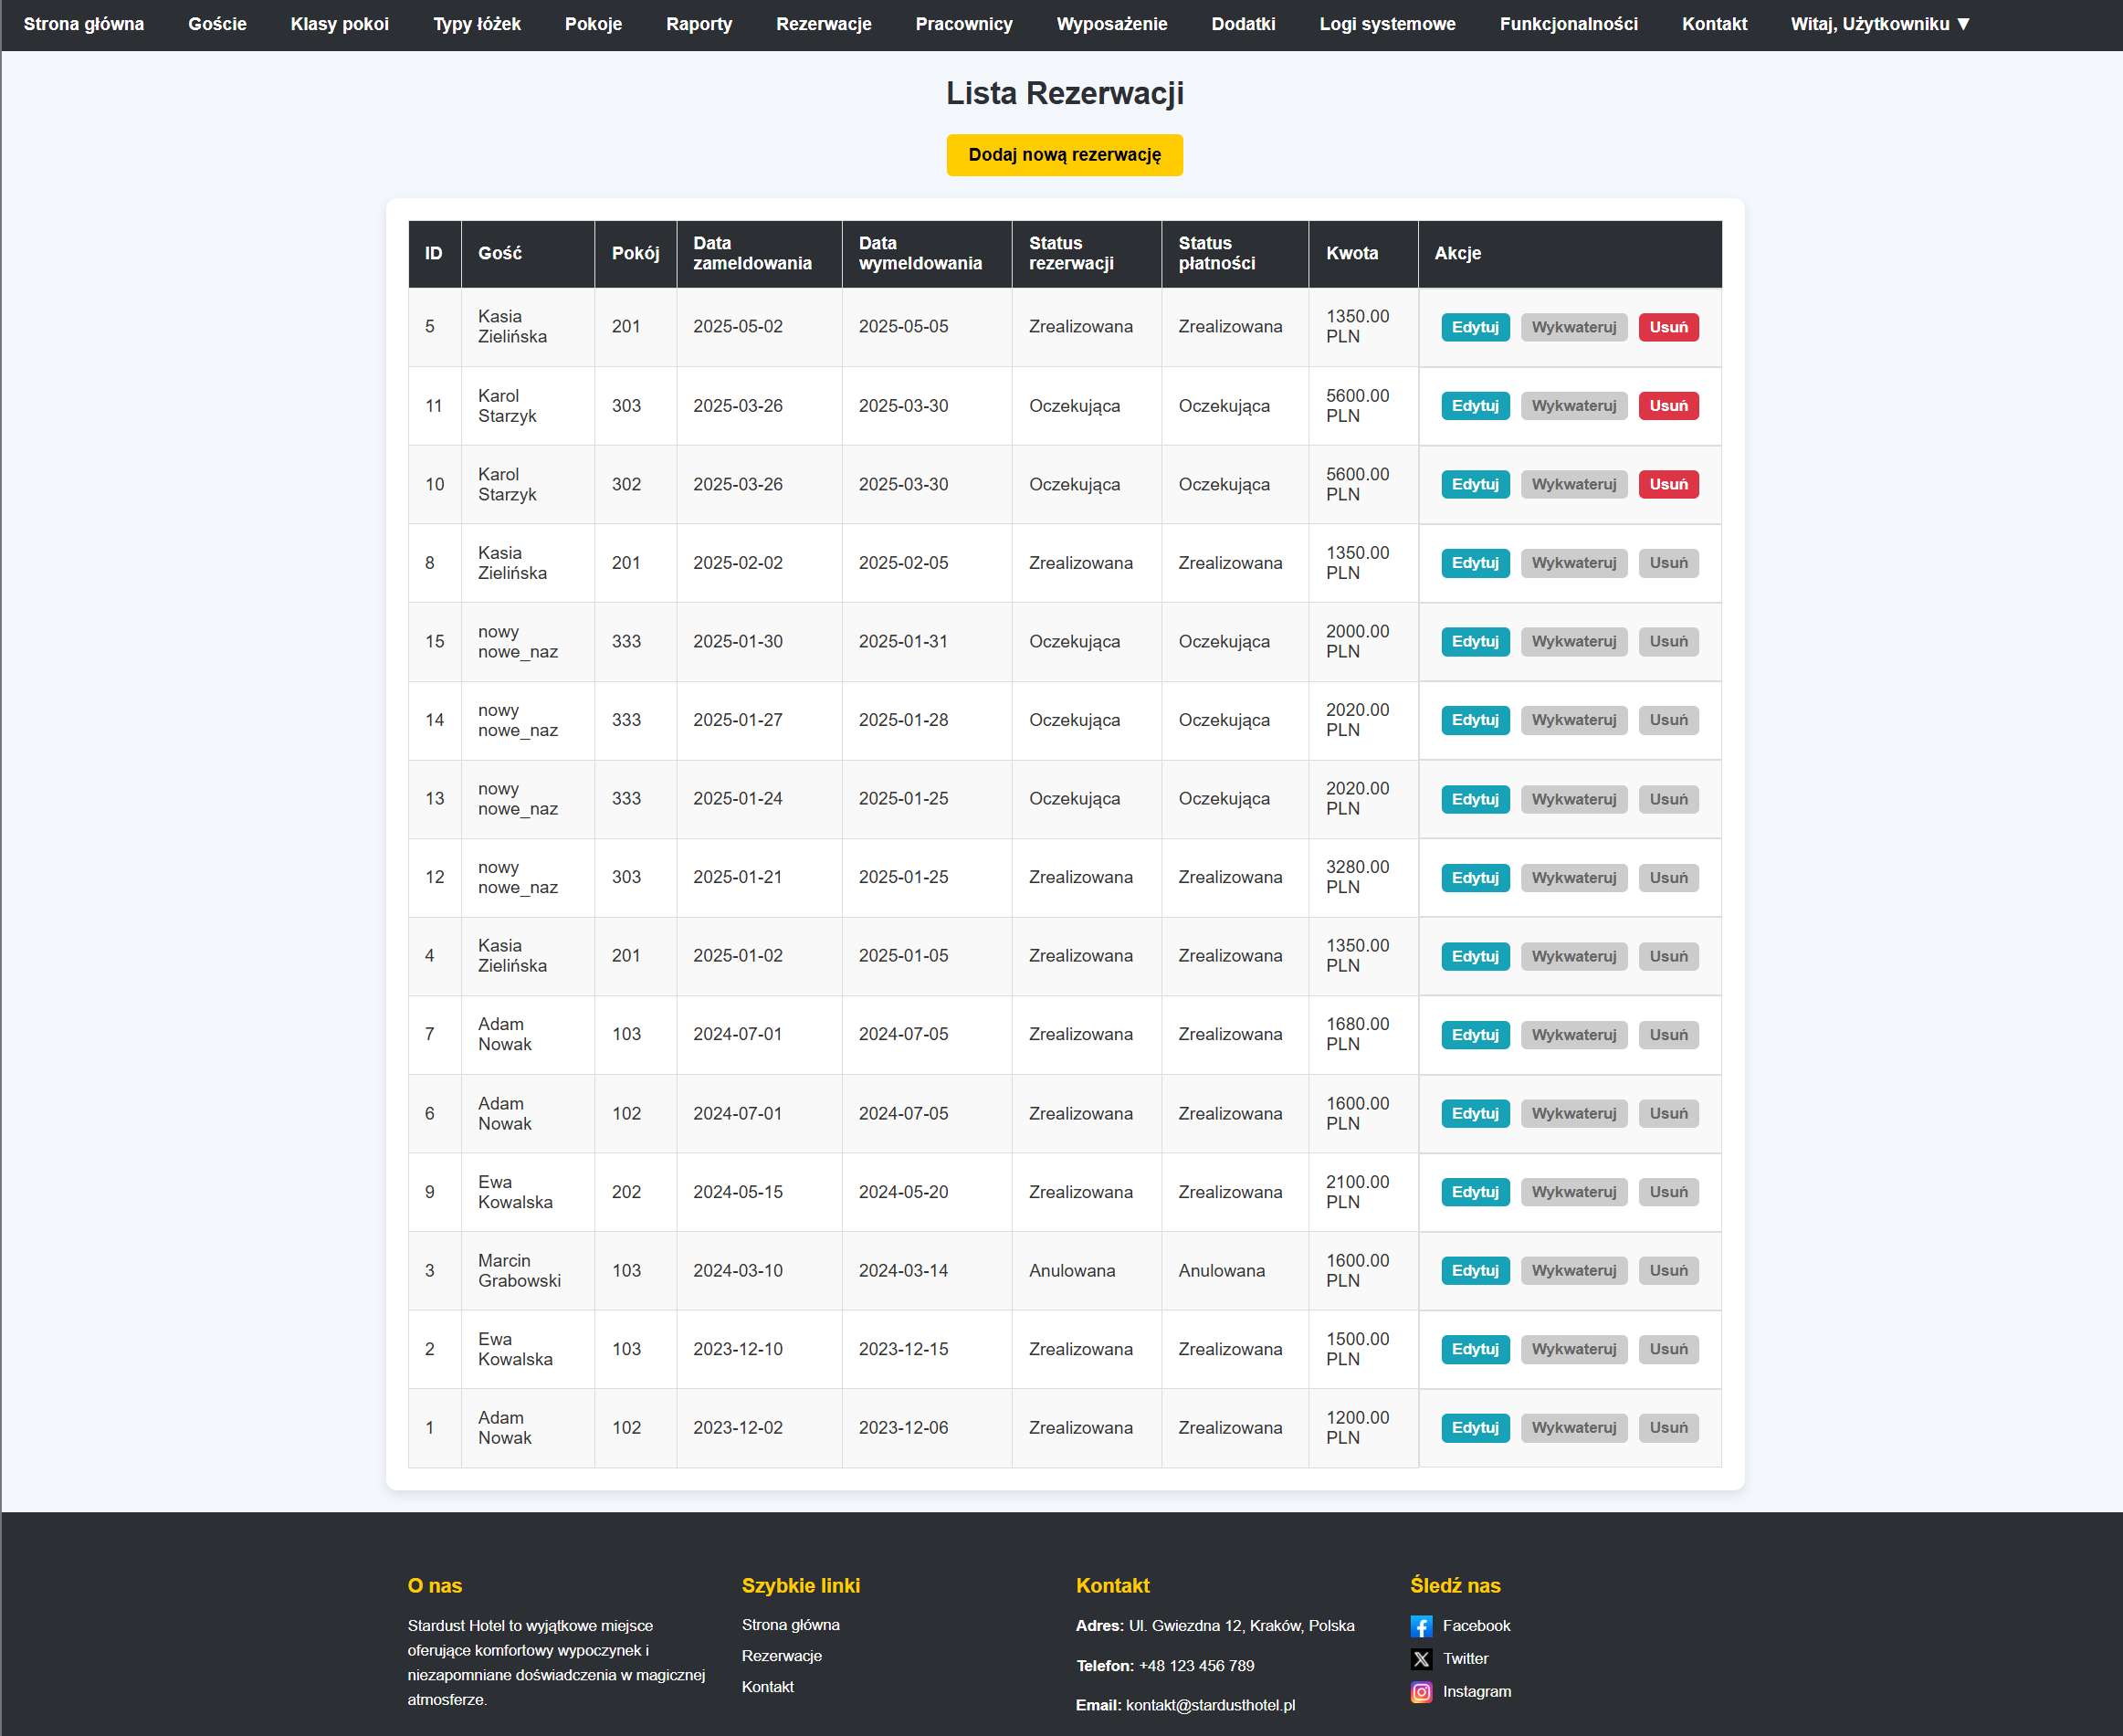 Strona główna Goście Klasy pokoi Typy łóżek Pokoje Raporty Rezerwacje Pracownicy Wyposażenie Dodatki Logi systemowe Funkcjonalności Kontakt Witaj, Użytkowniku ▼
Lista Rezerwacji
Dodaj nową rezerwację
ID Gość Pokój Data zameldowania Data wymeldowania Status rezerwacji Status płatności Kwota Akcje
5 Kasia Zielińska 201 2025-05-02 2025-05-05 Zrealizowana Zrealizowana 1350.00 PLN Edytuj Wykwateruj Usuń
11 Karol Starzyk 303 2025-03-26 2025-03-30 Oczekująca Oczekująca 5600.00 PLN Edytuj Wykwateruj Usuń
10 Karol Starzyk 302 2025-03-26 2025-03-30 Oczekująca Oczekująca 5600.00 PLN Edytuj Wykwateruj Usuń
8 Kasia Zielińska 201 2025-02-02 2025-02-05 Zrealizowana Zrealizowana 1350.00 PLN Edytuj Wykwateruj Usuń
15 nowy nowe_naz 333 2025-01-30 2025-01-31 Oczekująca Oczekująca 2000.00 PLN Edytuj Wykwateruj Usuń
14 nowy nowe_naz 333 2025-01-27 2025-01-28 Oczekująca Oczekująca 2020.00 PLN Edytuj Wykwateruj Usuń
13 nowy nowe_naz 333 2025-01-24 2025-01-25 Oczekująca Oczekująca 2020.00 PLN Edytuj Wykwateruj Usuń
12 nowy nowe_naz 303 2025-01-21 2025-01-25 Zrealizowana Zrealizowana 3280.00 PLN Edytuj Wykwateruj Usuń
4 Kasia Zielińska 201 2025-01-02 2025-01-05 Zrealizowana Zrealizowana 1350.00 PLN Edytuj Wykwateruj Usuń
7 Adam Nowak 103 2024-07-01 2024-07-05 Zrealizowana Zrealizowana 1680.00 PLN Edytuj Wykwateruj Usuń
6 Adam Nowak 102 2024-07-01 2024-07-05 Zrealizowana Zrealizowana 1600.00 PLN Edytuj Wykwateruj Usuń
9 Ewa Kowalska 202 2024-05-15 2024-05-20 Zrealizowana Zrealizowana 2100.00 PLN Edytuj Wykwateruj Usuń
3 Marcin Grabowski 103 2024-03-10 2024-03-14 Anulowana Anulowana 1600.00 PLN Edytuj Wykwateruj Usuń
2 Ewa Kowalska 103 2023-12-10 2023-12-15 Zrealizowana Zrealizowana 1500.00 PLN Edytuj Wykwateruj Usuń
1 Adam Nowak 102 2023-12-02 2023-12-06 Zrealizowana Zrealizowana 1200.00 PLN Edytuj Wykwateruj Usuń
O nas
Stardust Hotel to wyjątkowe miejsce
oferujące komfortowy wypoczynek i
niezapomniane doświadczenia w magicznej
atmosferze.
Szybkie linki
Strona główna
Rezerwacje
Kontakt
Kontakt
Adres: Ul. Gwiezdna 12, Kraków, Polska
Telefon: +48 123 456 789
Email: kontakt@stardusthotel.pl
Śledź nas
Facebook
Twitter
Instagram